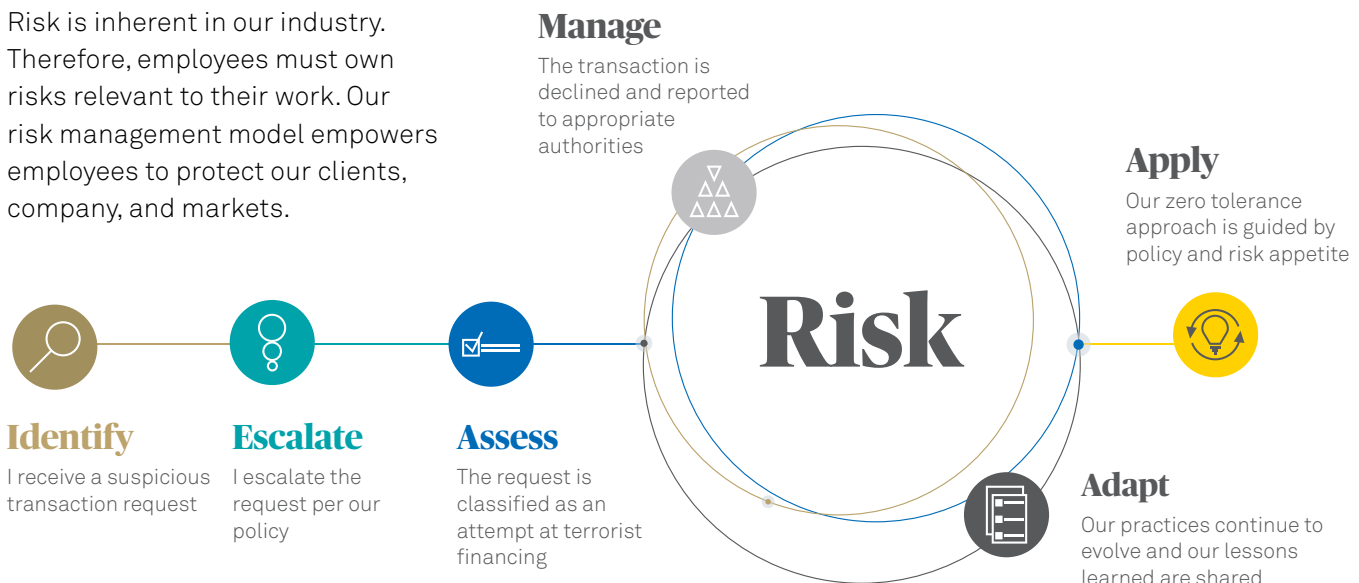 Risk is inherent in our industry.
Therefore, employees must own
risks relevant to their work. Our
risk management model empowers
employees to protect our clients,
company, and markets.
Manage
The transaction is
declined and reported
to appropriate
authorities
Apply
Our zero tolerance
approach is guided by
policy and risk appetite
Risk
Identify
I receive a suspicious
transaction request
Escalate
I escalate the
request per our
policy
Assess
The request is
classified as an
attempt at terrorist
financing
Adapt
Our practices continue to
evolve and our lessons
learned are shared